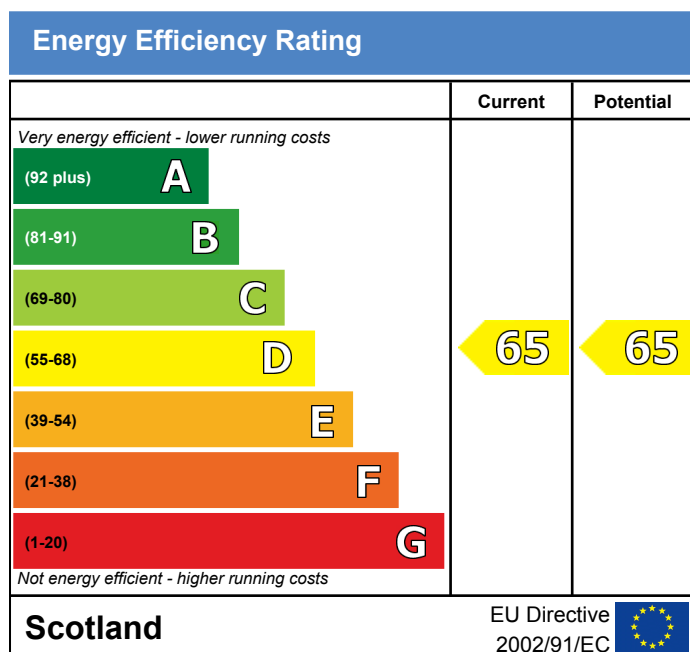 Energy Efficiency Rating
Current Potential
Very energy efficient - lower running costs
(92 plus) A
(81-91) B
(69-80) C
(55-68) D 65 65
(39-54) E
(21-38) F
(1-20) G
Not energy efficient - higher running costs
Scotland
EU Directive
2002/91/EC